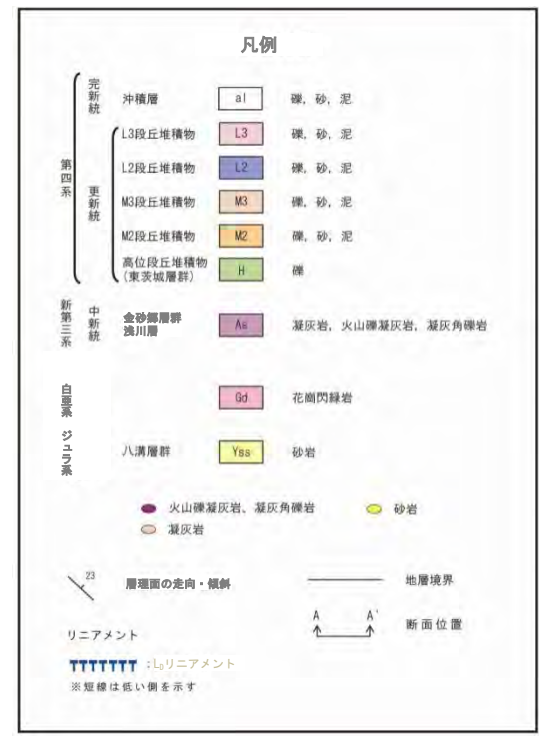 凡例
第四系
完新統
沖積層 al 礫, 砂, 泥
更新統
L3段丘堆積物 L3 礫, 砂, 泥
L2段丘堆積物 L2 礫, 砂, 泥
M3段丘堆積物 M3 礫, 砂, 泥
M2段丘堆積物 M2 礫, 砂, 泥
高位段丘堆積物
(東茨城層群) H 礫
新第三系
中新統
金砂郷層群
浅川層 As 凝灰岩, 火山礫凝灰岩, 凝灰角礫岩
白亜系
Gd 花崗閃緑岩
ジュラ系
八溝層群 Yss 砂岩
火山礫凝灰岩、凝灰角礫岩 砂岩
凝灰岩
23 層理面の走向・傾斜 地層境界
A A' 断面位置
リニアメント
:LDリニアメント
※短線は低い側を示す